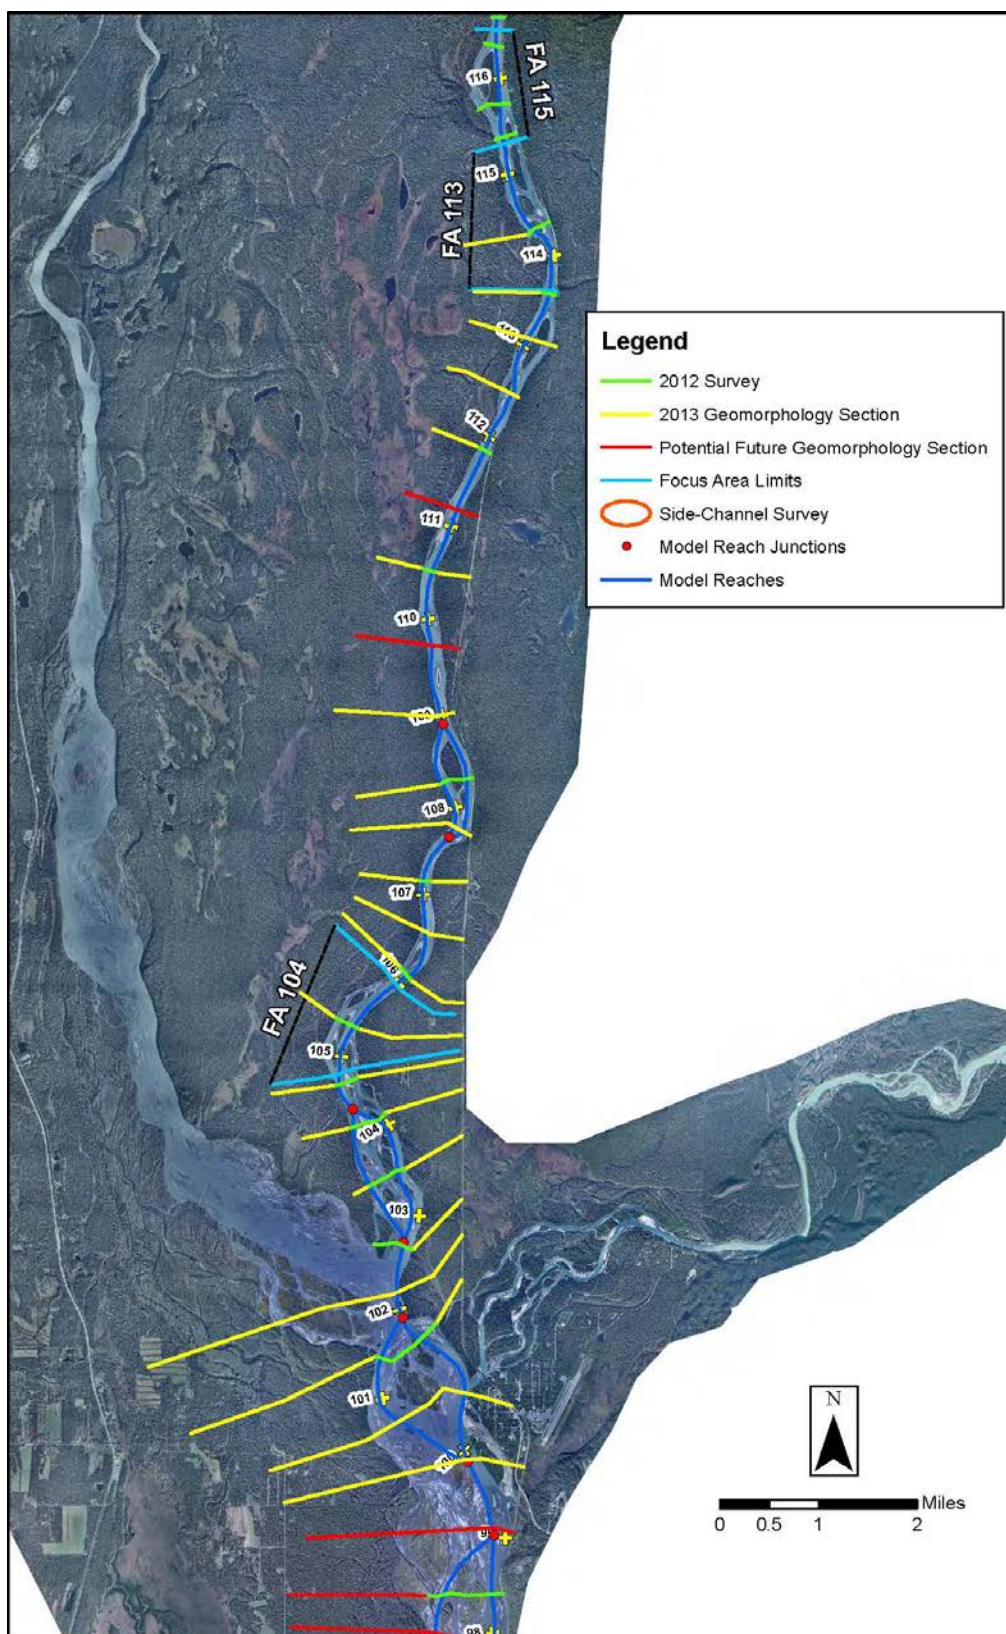 116
FA 115
115
FA 113
114
Legend
2012 Survey
2013 Geomorphology Section
112
Potential Future Geomorphology Section
Focus Area Limits
111
Side-Channel Survey
Model Reach Junctions
Model Reaches
110
108
107
106
FA 104
105
104
103
102
101
N
Miles
0 0.5 1 2
98